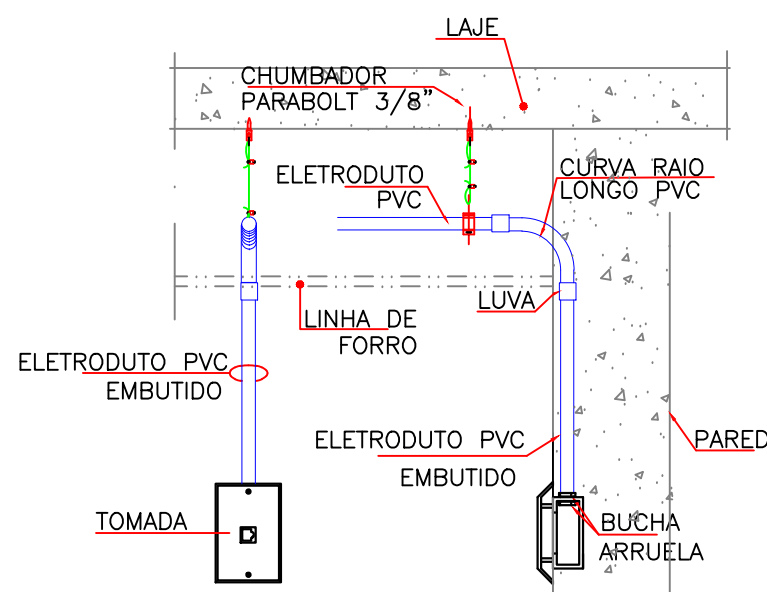 LAJE
CHUMBADOR
PARABOLT 3/8"
ELETRODUTO
PVC
CURVA RAIO
LONGO PVC
LUVA
LINHA DE
FORRO
ELETRODUTO PVC
EMBUTIDO
ELETRODUTO PVC
EMBUTIDO
PARED
TOMADA
BUCHA
ARRUELA